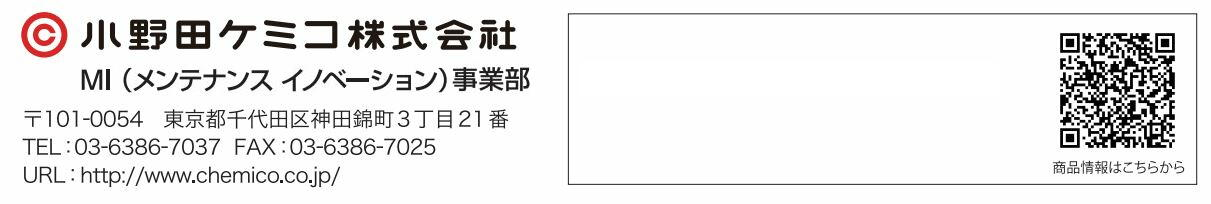 小野田ケミコ株式会社
MI（メンテナンス イノベーション）事業部
〒101-0054　東京都千代田区神田錦町３丁目21番
TEL：03-6386-7037 FAX：03-6386-7025
URL：http://www.chemico.co.jp/
商品情報はこちらから